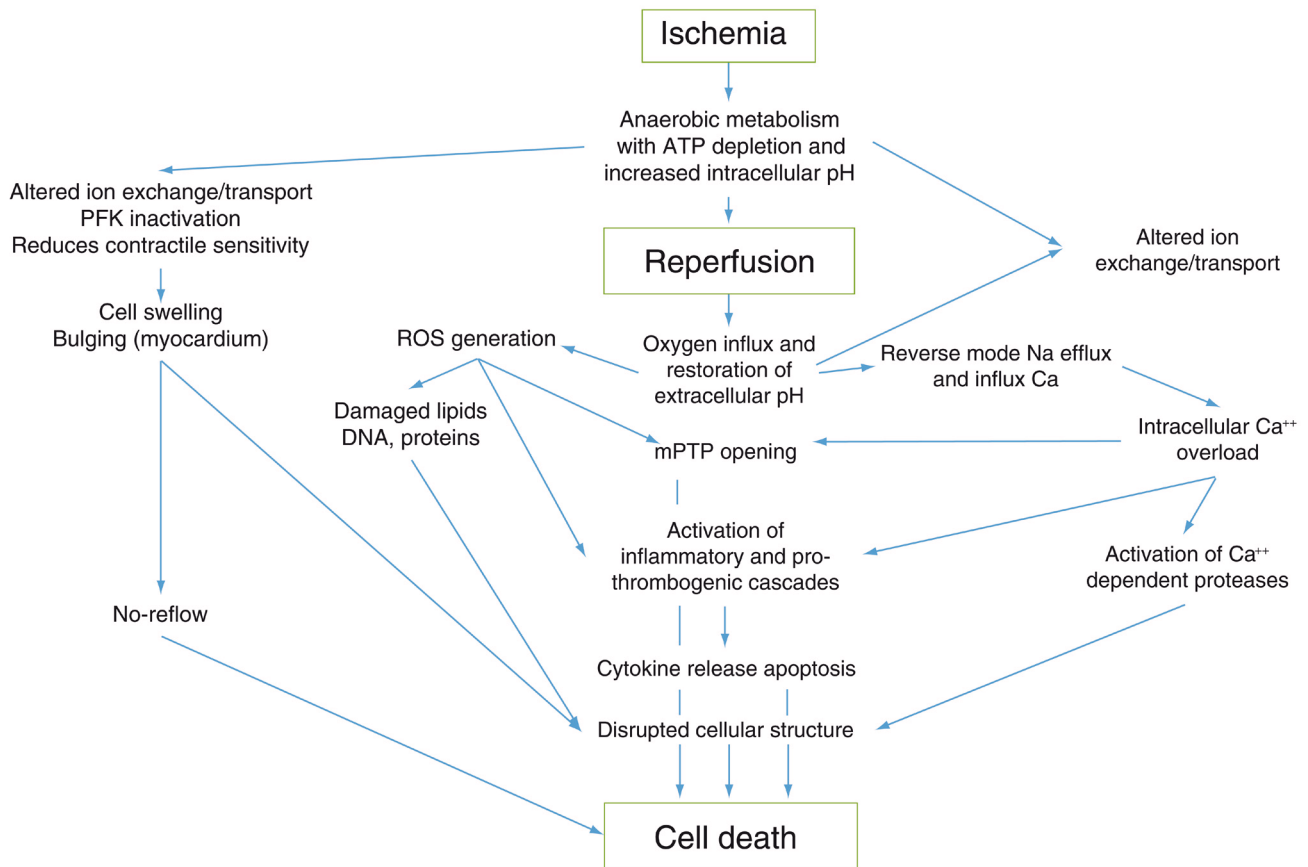 Ischemia
Anaerobic metabolism
with ATP depletion and
increased intracellular pH
Altered ion exchange/transport
PFK inactivation
Reduces contractile sensitivity
Reperfusion
Altered ion
exchange/transport
Cell swelling
Bulging (myocardium)
ROS generation
Oxygen influx and
restoration of
extracellular pH
Reverse mode Na efflux
and influx Ca
Damaged lipids
DNA, proteins
mPTP opening
Intracellular Ca⁺⁺
overload
Activation of
inflammatory and pro-
thrombogenic cascades
Activation of Ca⁺⁺
dependent proteases
No-reflow
Cytokine release apoptosis
Disrupted cellular structure
Cell death